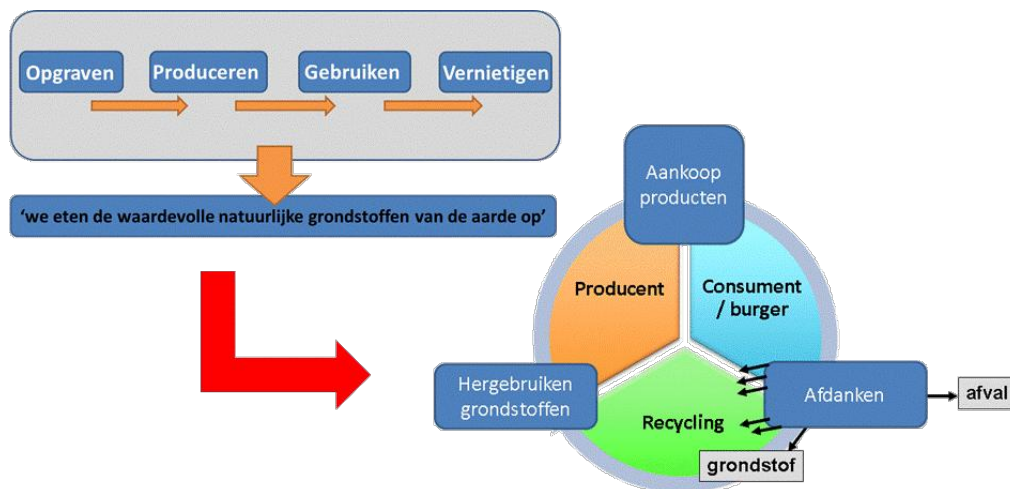 Opgraven
Produceren
Gebruiken
Vernietigen
‘we eten de waardevolle natuurlijke grondstoffen van de aarde op’
Aankoop
producten
Producent
Consument
/ burger
Hergebruiken
grondstoffen
Recycling
Afdanken
afval
grondstof